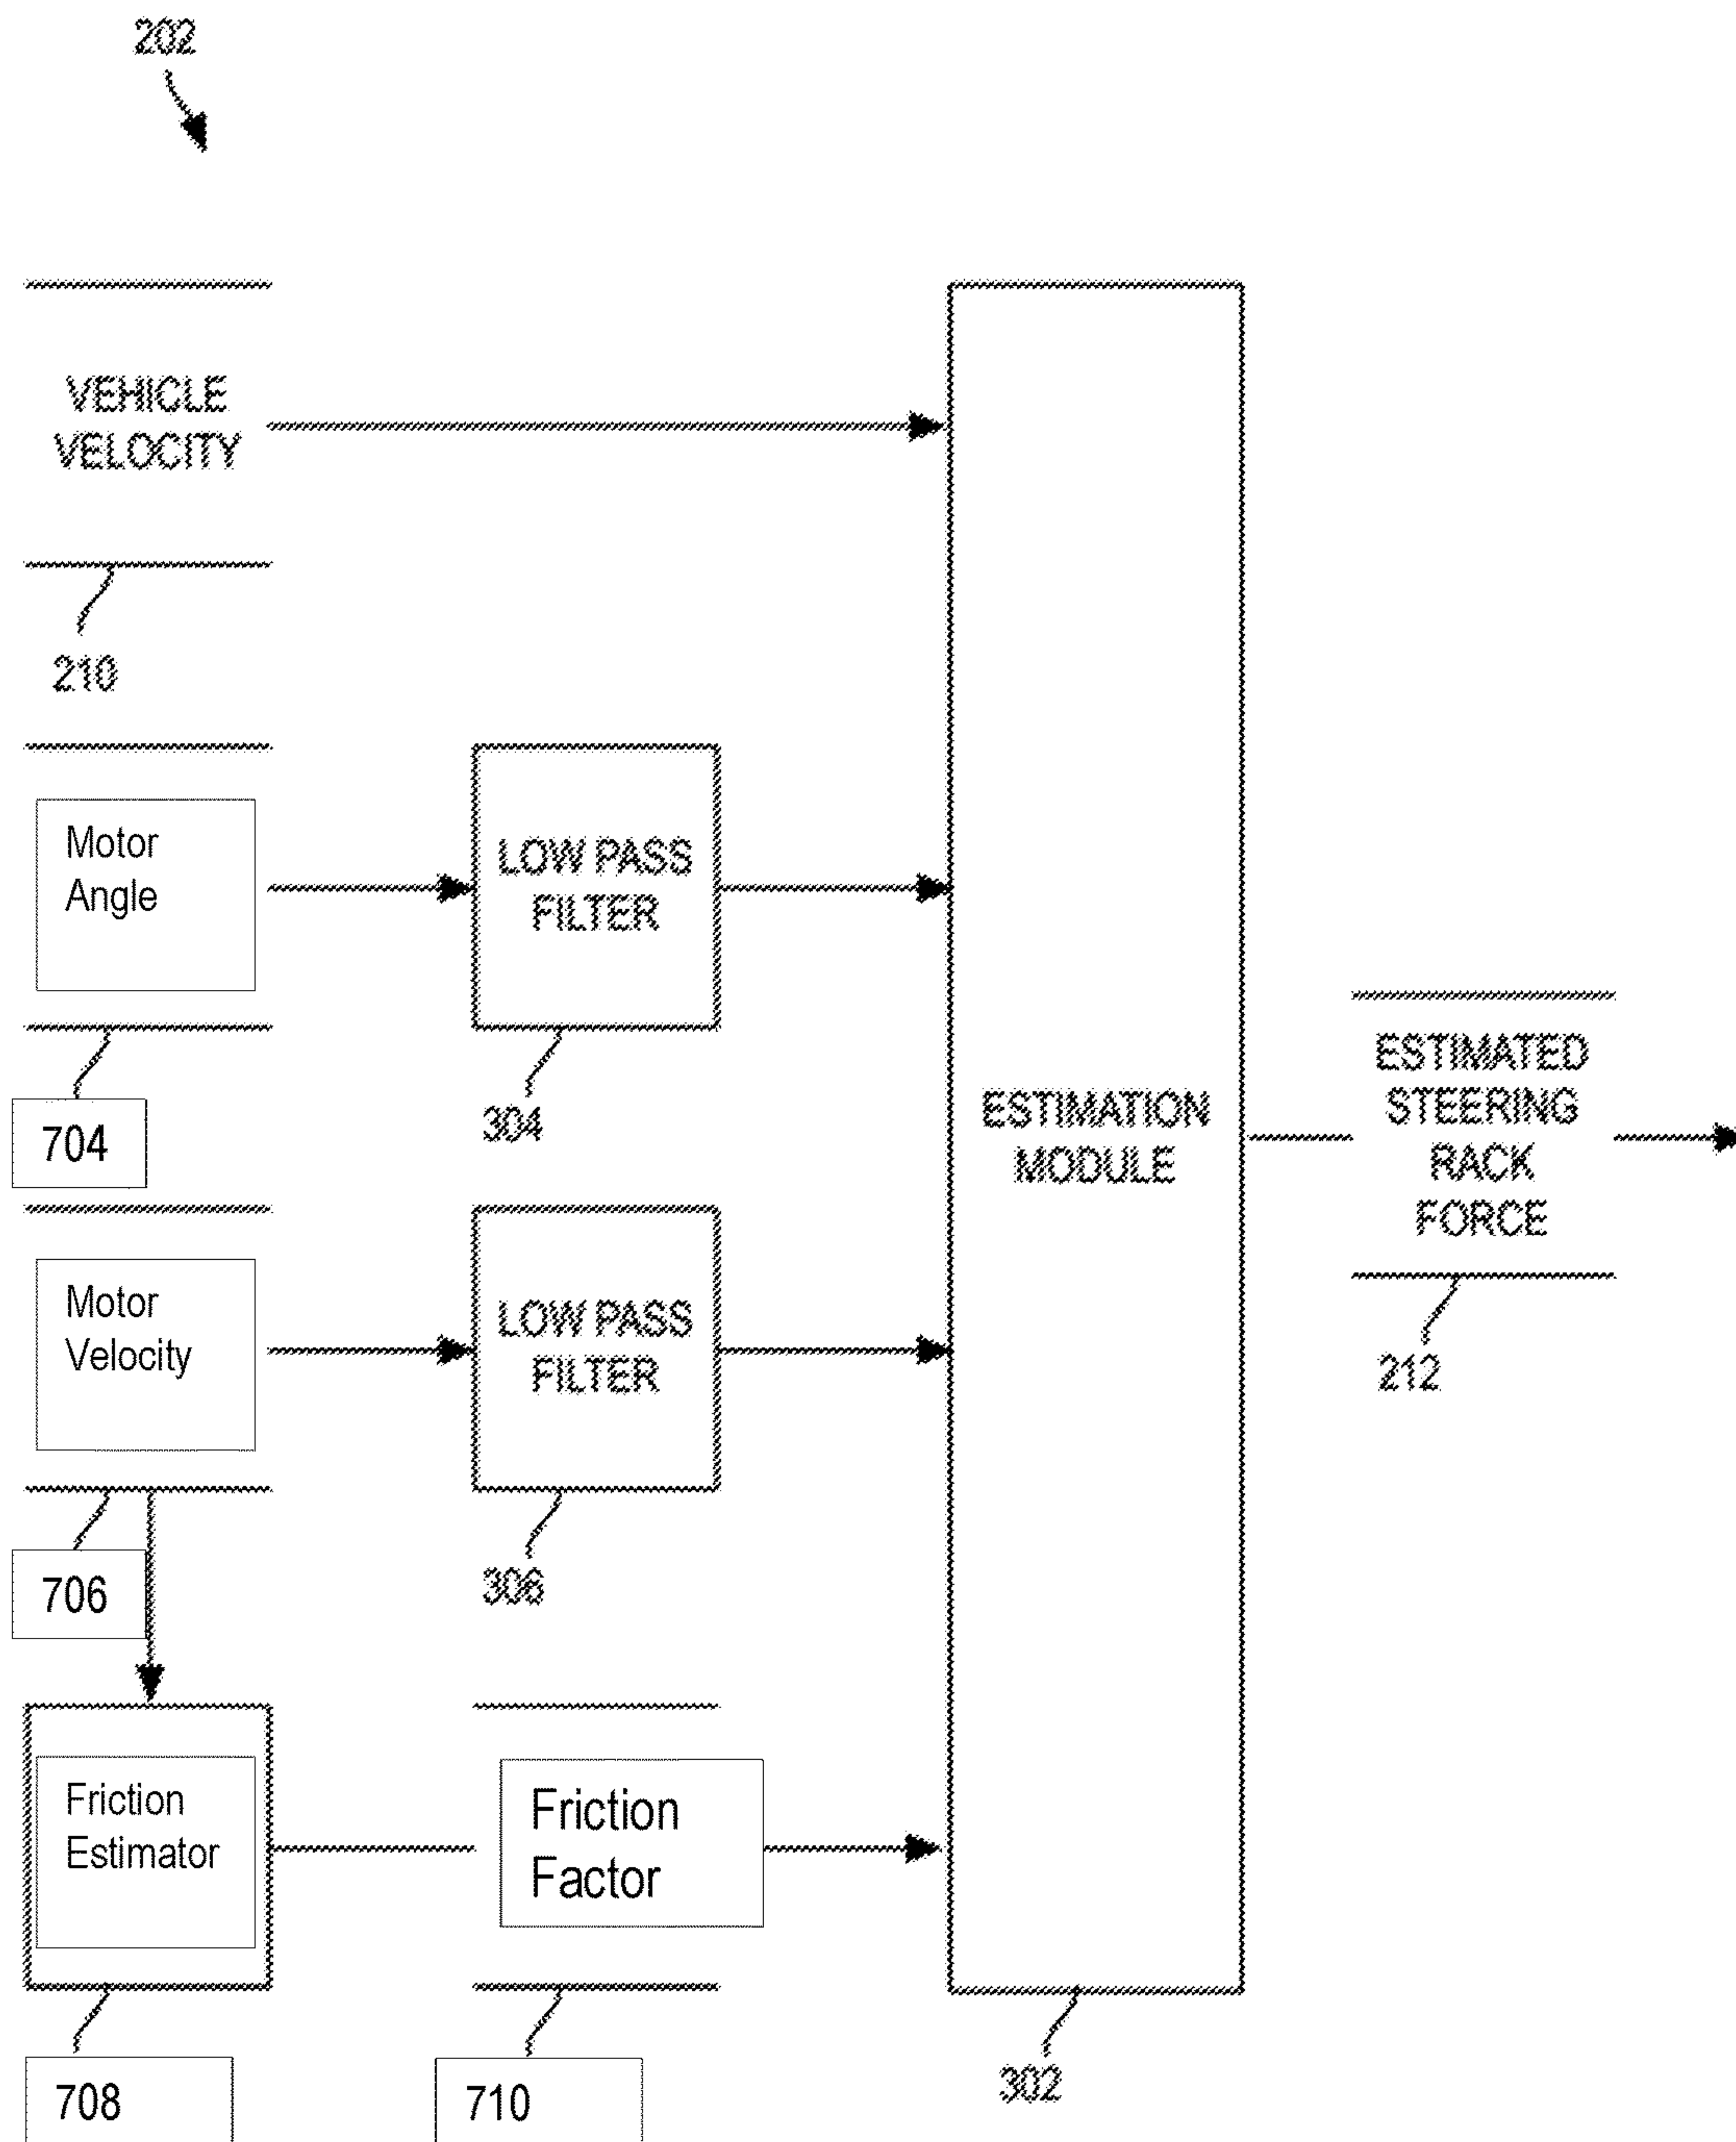 202
VEHICLE
VELOCITY
210
Motor
Angle
LOW PASS
FILTER
704
304
ESTIMATION
MODULE
ESTIMATED
STEERING
RACK
FORCE
212
Motor
Velocity
LOW PASS
FILTER
706
306
Friction
Estimator
Friction
Factor
708
710
302